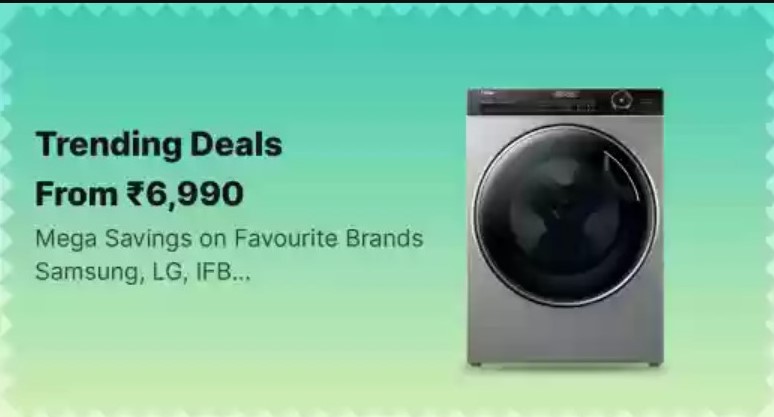 Trending Deals
From ₹6,990
Mega Savings on Favourite Brands
Samsung, LG, IFB...